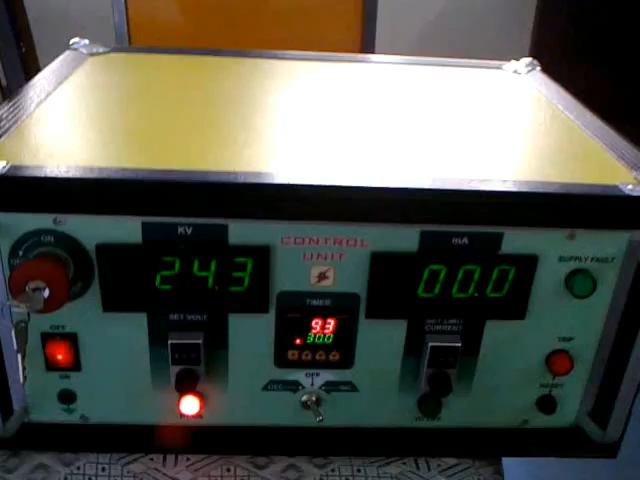 KV
CONTROL
UNIT
mA
ON
24.3
00.0
SUPPLY FAULT
TIMER
SET VOLT
9.3
30.0
SET LIMIT
CURRENT
OFF
TRIP
OFF
ON
RESET